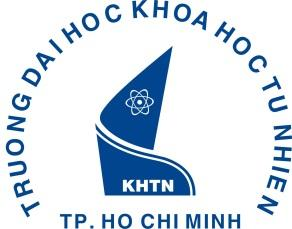 TRUONG DAI HOC KHOA HOC TU NHIEN
KHTN
TP. HO CHI MINH